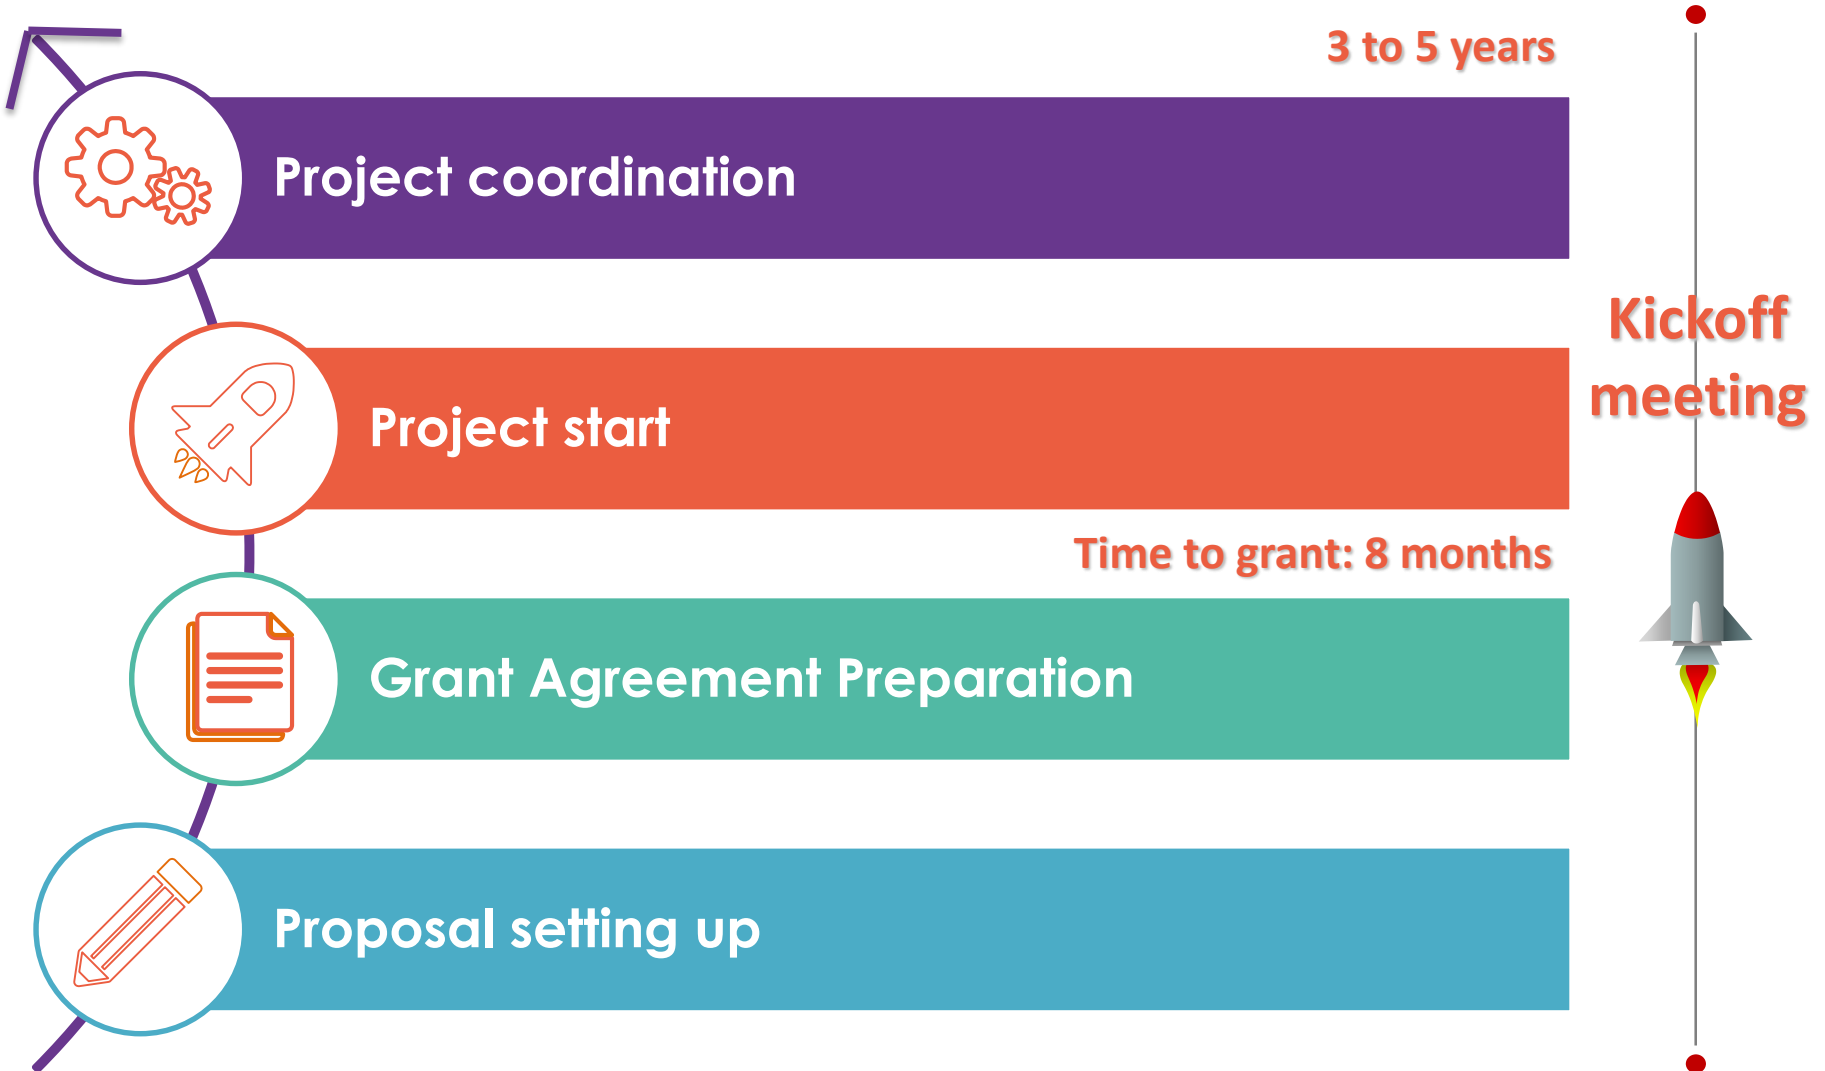 3 to 5 years
Project coordination
Kickoff
meeting
Project start
Time to grant: 8 months
Grant Agreement Preparation
Proposal setting up